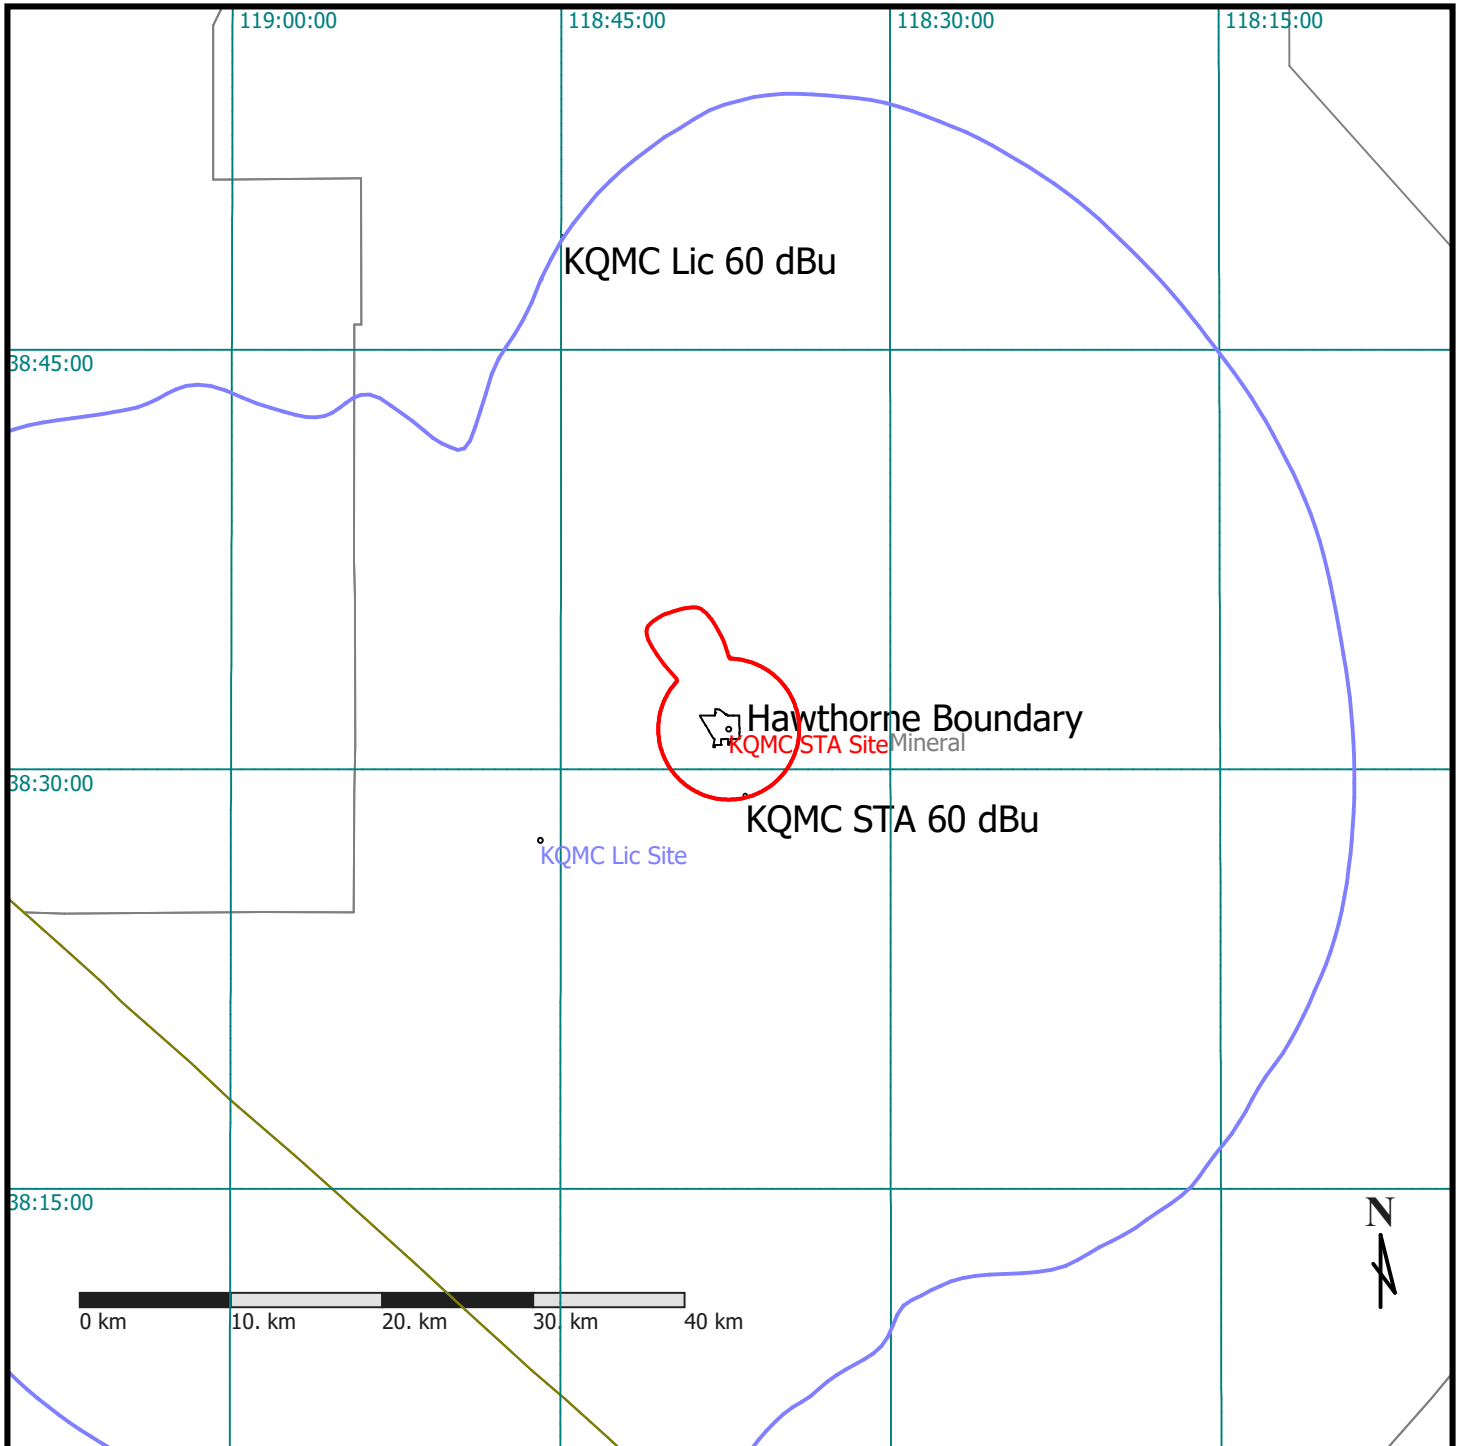 119:00:00
118:45:00
118:30:00
118:15:00
KQMC Lic 60 dBu
38:45:00
Hawthorne Boundary
KQMC STA Site
Mineral
38:30:00
KQMC STA 60 dBu
KQMC Lic Site
38:15:00
N
0 km
10. km
20. km
30. km
40 km